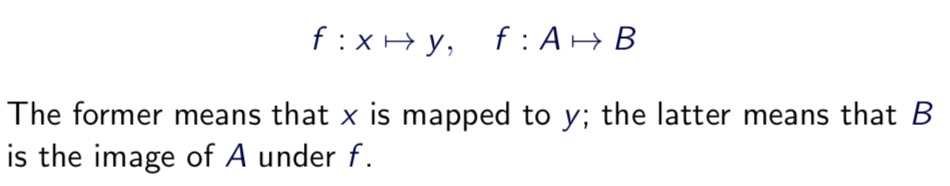 f : x ↦ y, f : A ↦ B
The former means that x is mapped to y; the latter means that B
is the image of A under f.